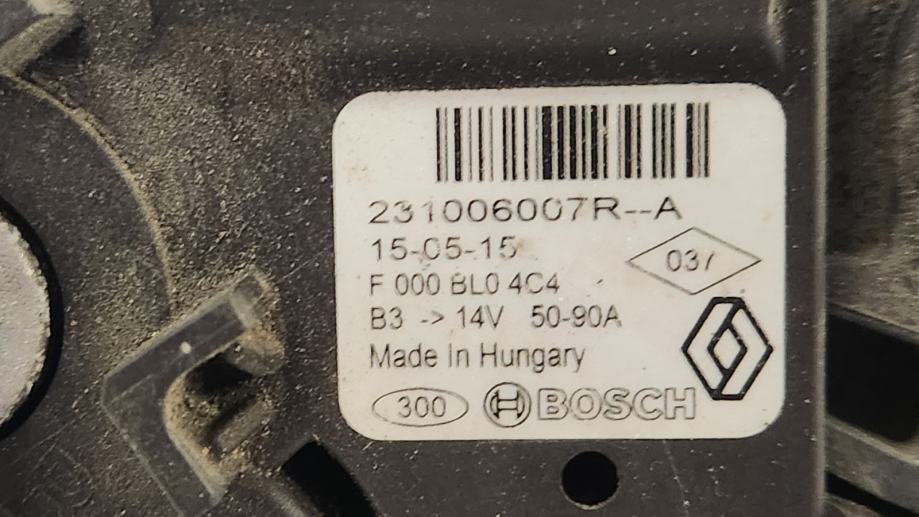 231006007R--A
15-05-15
037
F 000 BL0 4C4
B3 -> 14V 50-90A
Made in Hungary
300 BOSCH